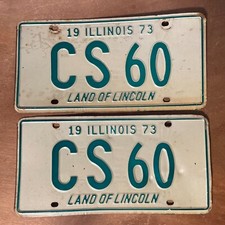 19 ILLINOIS 73
CS 60
LAND OF LINCOLN
19 ILLINOIS 73
CS 60
LAND OF LINCOLN